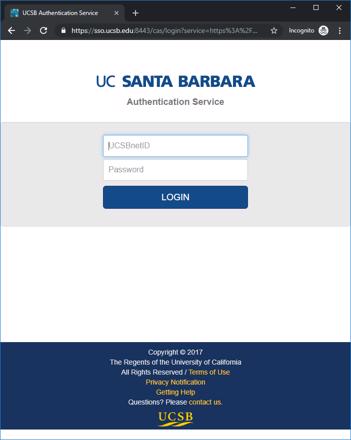 UCSB Authentication Service
https://sso.ucsb.edu:8443/cas/login?service=https%3A%2F...
Incognito
UC SANTA BARBARA
Authentication Service
UCSBnetID
Password
LOGIN
Copyright © 2017
The Regents of the University of California
All Rights Reserved / Terms of Use
Privacy Notification
Getting Help
Questions? Please contact us.
UCSB